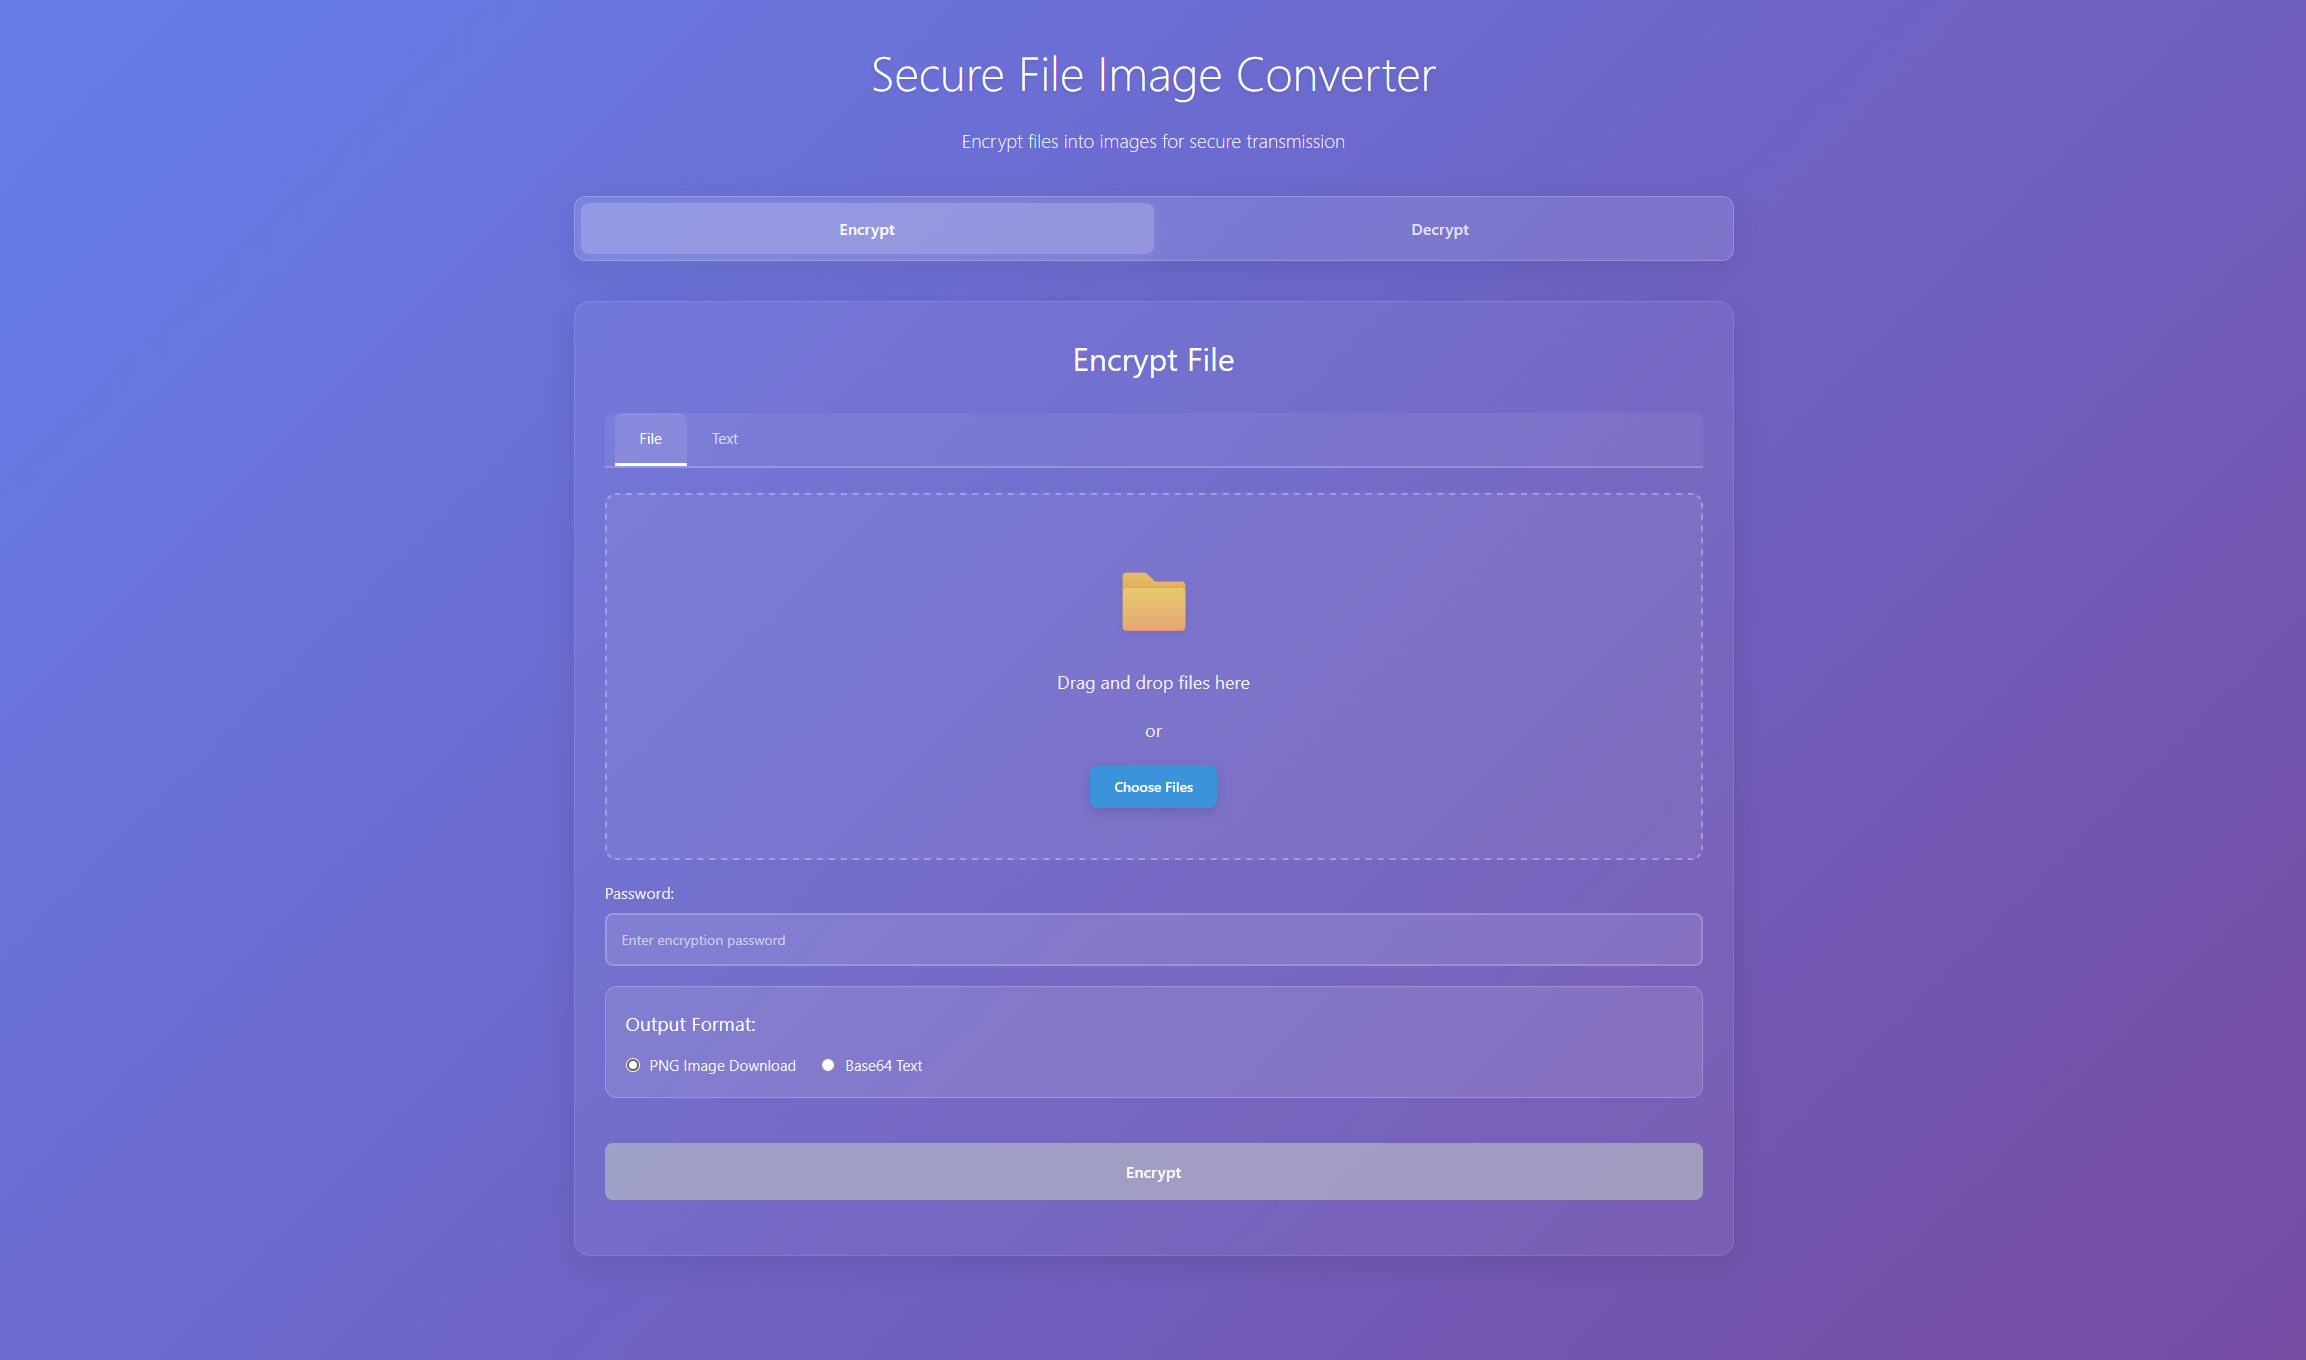 Secure File Image Converter
Encrypt files into images for secure transmission
Encrypt Decrypt
Encrypt File
File Text
Drag and drop files here
or
Choose Files
Password:
Enter encryption password
Output Format:
PNG Image Download Base64 Text
Encrypt